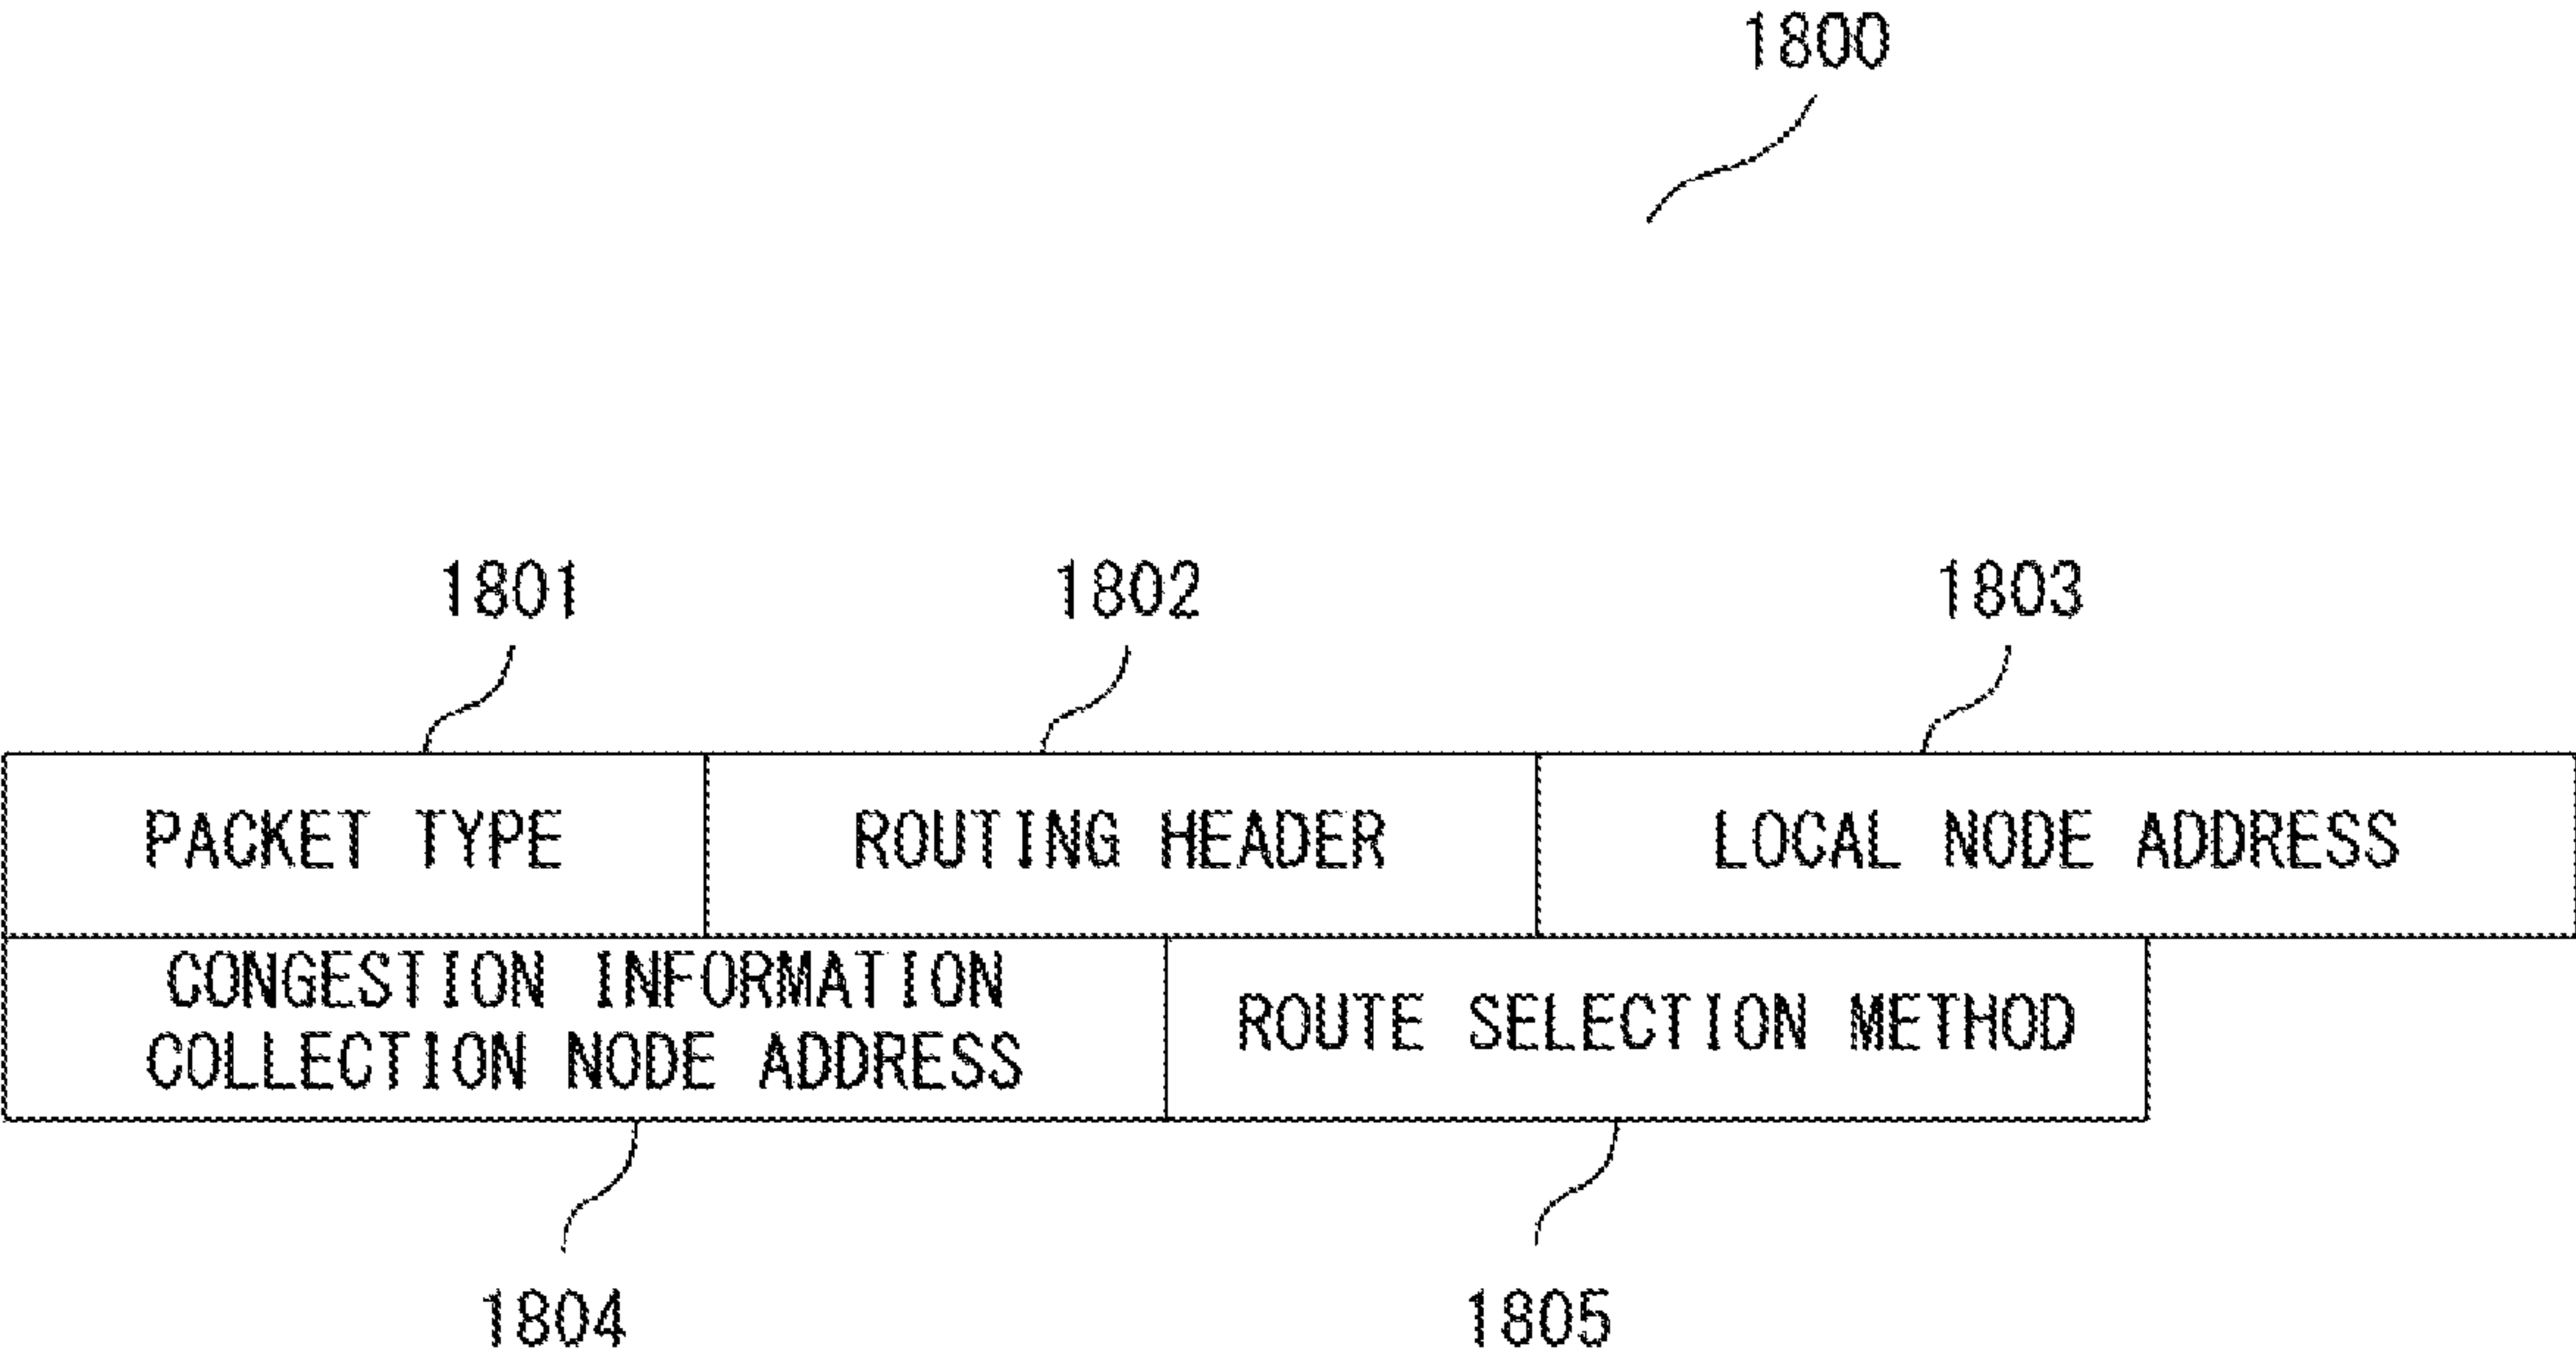 1800
1801 1802 1803
PACKET TYPE ROUTING HEADER LOCAL NODE ADDRESS
CONGESTION INFORMATION
COLLECTION NODE ADDRESS
ROUTE SELECTION METHOD
1804 1805